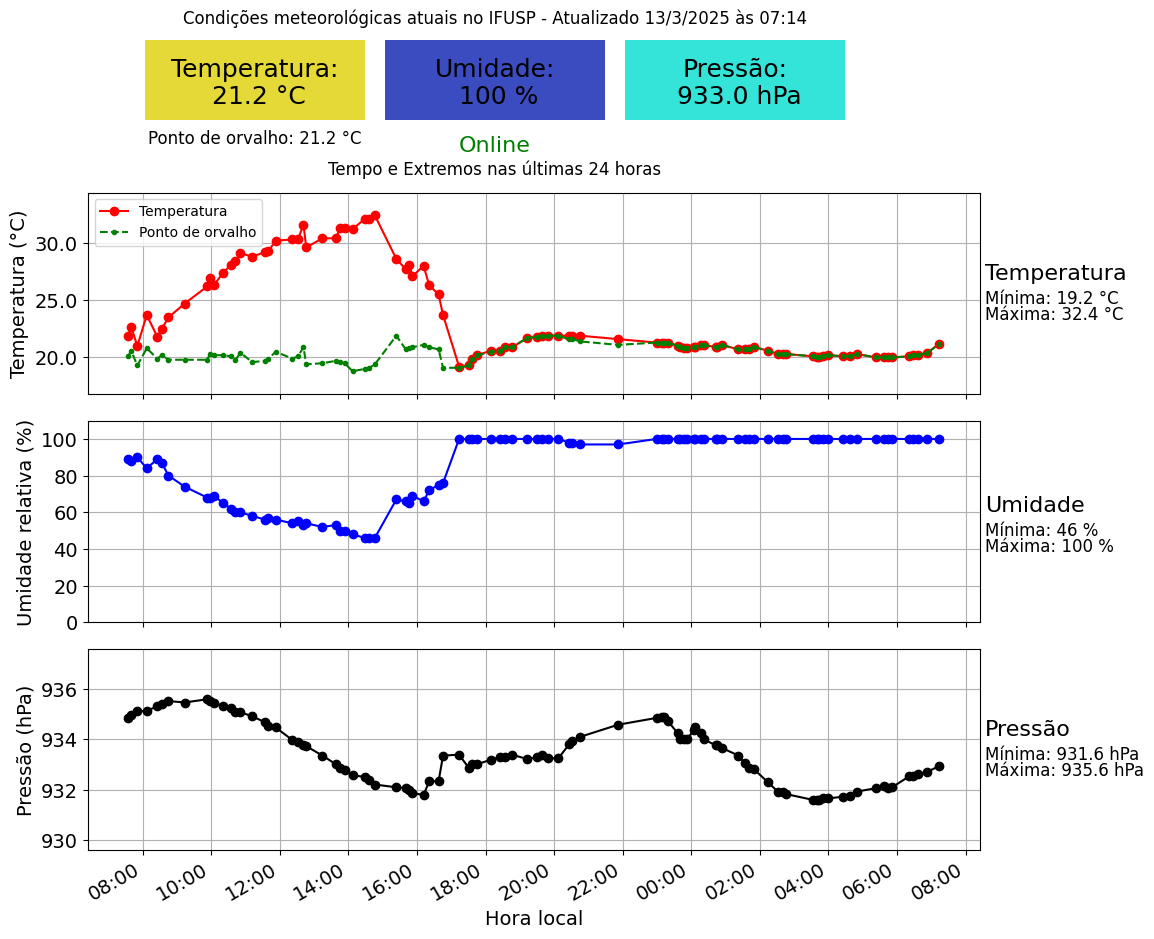 Condições meteorológicas atuais no IFUSP - Atualizado 13/3/2025 às 07:14
Temperatura:
21.2 °C
Umidade:
100 %
Pressão:
933.0 hPa
Ponto de orvalho: 21.2 °C
Online
Tempo e Extremos nas últimas 24 horas
Temperatura (°C)
30.0
25.0
20.0
Temperatura
Ponto de orvalho
Temperatura
Mínima: 19.2 °C
Máxima: 32.4 °C
Umidade relativa (%)
100
80
60
40
20
0
Umidade
Mínima: 46 %
Máxima: 100 %
Pressão (hPa)
936
934
932
930
Pressão
Mínima: 931.6 hPa
Máxima: 935.6 hPa
08:00 10:00 12:00 14:00 16:00 18:00 20:00 22:00 00:00 02:00 04:00 06:00 08:00
Hora local